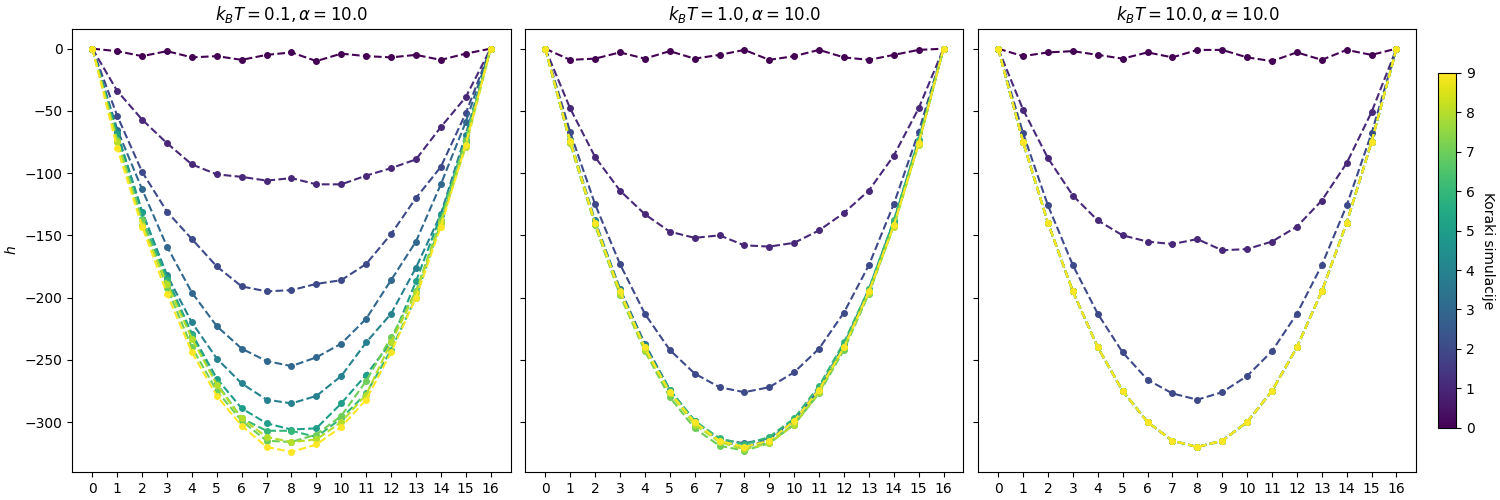 k_BT = 0.1, α = 10.0
k_BT = 1.0, α = 10.0
k_BT = 10.0, α = 10.0
h
0
−50
−100
−150
−200
−250
−300
0 1 2 3 4 5 6 7 8 9 10 11 12 13 14 15 16
0 1 2 3 4 5 6 7 8 9 10 11 12 13 14 15 16
0 1 2 3 4 5 6 7 8 9 10 11 12 13 14 15 16
9
8
7
6
5
4
3
2
1
0
Koraki simulacije